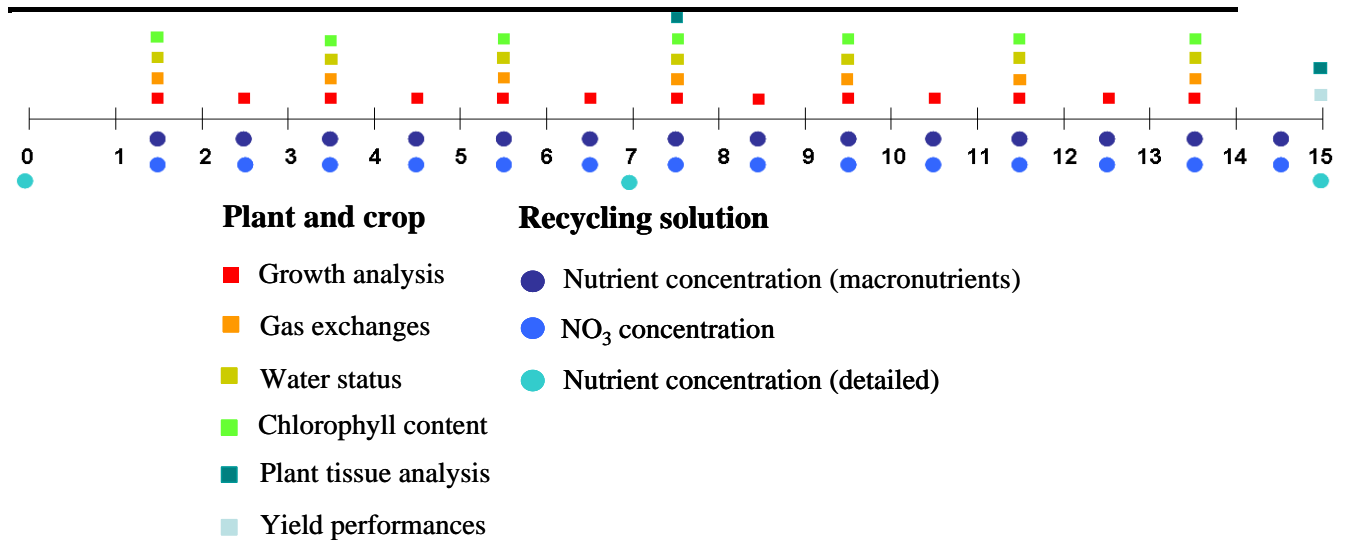 0 1 2 3 4 5 6 7 8 9 10 11 12 13 14 15
Plant and crop
Growth analysis
Gas exchanges
Water status
Chlorophyll content
Plant tissue analysis
Yield performances
Recycling solution
Nutrient concentration (macronutrients)
NO₃ concentration
Nutrient concentration (detailed)